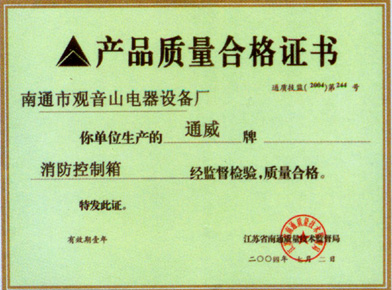 产品质量合格证书
通质技监(2004)第244号
南通市观音山电器设备厂
你单位生产的 通威 牌
消防控制箱 经监督检验,质量合格。
特发此证。
有效期壹年
江苏省南通质量技术监督局
二〇〇四年 七月 二日